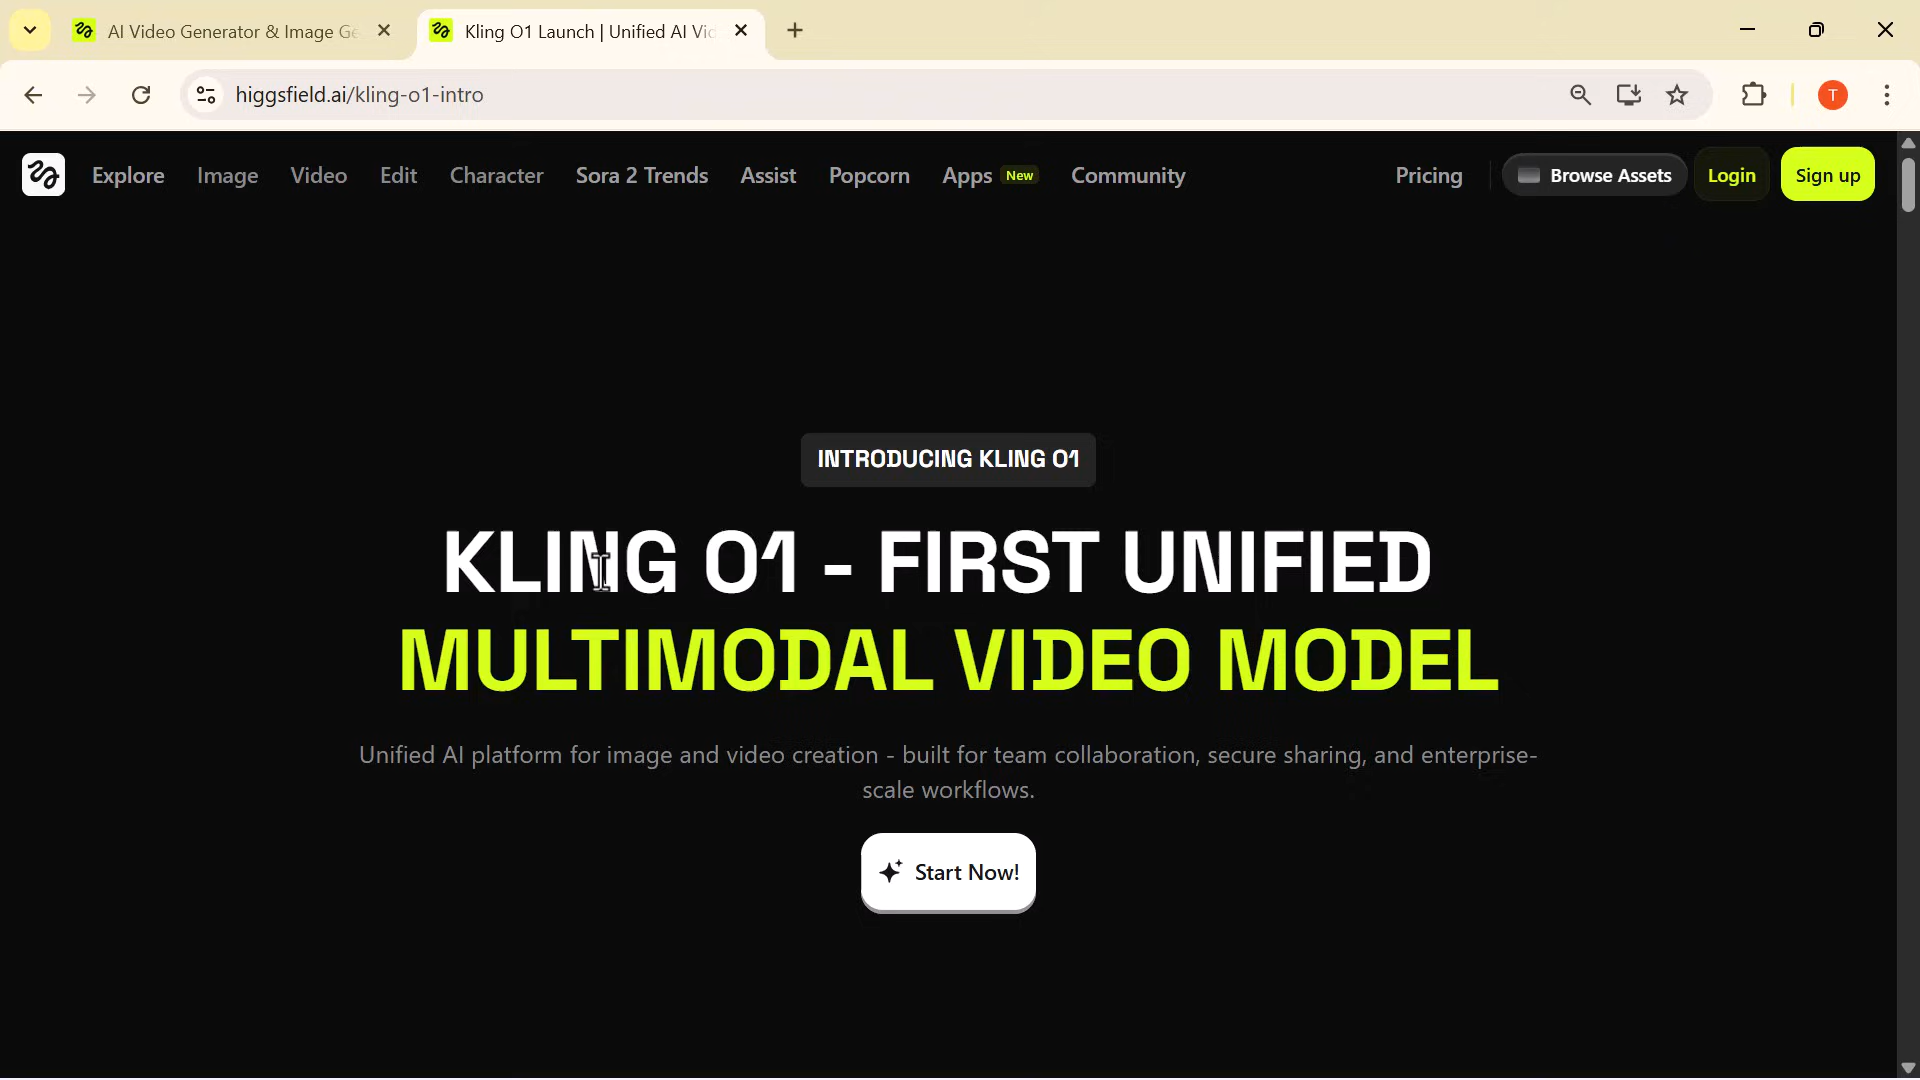 AI Video Generator & Image Ge
Kling O1 Launch | Unified AI Vid
higgsfield.ai/kling-o1-intro
T
Explore
Image
Video
Edit
Character
Sora 2 Trends
Assist
Popcorn
Apps New
Community
Pricing
Browse Assets
Login
Sign up
INTRODUCING KLING O1
KLING O1 - FIRST UNIFIED
MULTIMODAL VIDEO MODEL
Unified AI platform for image and video creation - built for team collaboration, secure sharing, and enterprise-
scale workflows.
Start Now!